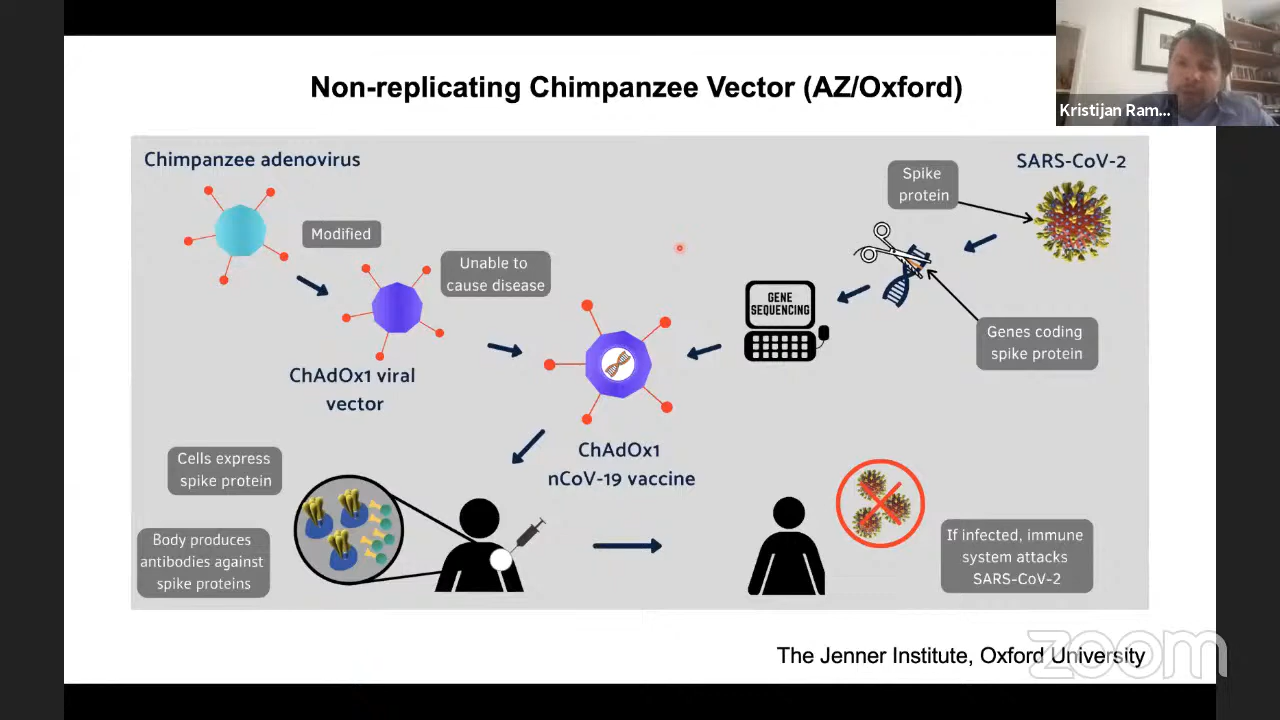 Non-replicating Chimpanzee Vector (AZ/Oxford)
Kristijan Ram...
Chimpanzee adenovirus
SARS-CoV-2
Spike
protein
Modified
Unable to
cause disease
GENE
SEQUENCING
Genes coding
spike protein
ChAdOx1 viral
vector
ChAdOx1
nCoV-19 vaccine
Cells express
spike protein
Body produces
antibodies against
spike proteins
If infected, immune
system attacks
SARS-CoV-2
The Jenner Institute, Oxford University
zoom